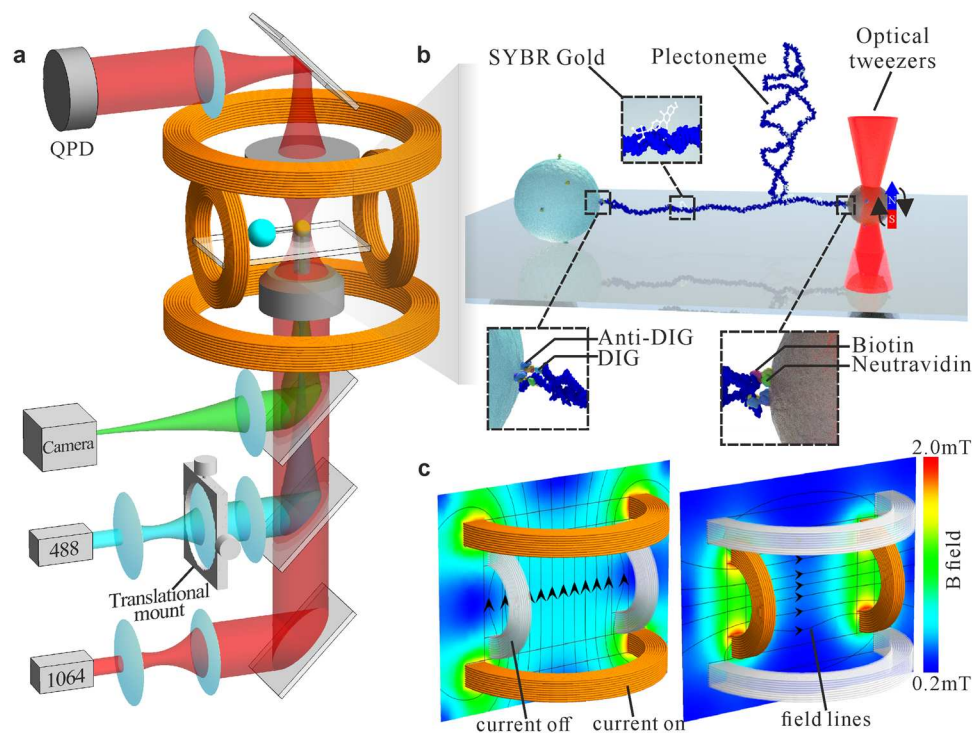 a
QPD
Camera
488
Translational
mount
1064
b
SYBR Gold
Plectoneme
Optical
tweezers
N
S
Anti-DIG
DIG
Biotin
Neutravidin
c
2.0mT
B field
0.2mT
current off
current on
field lines